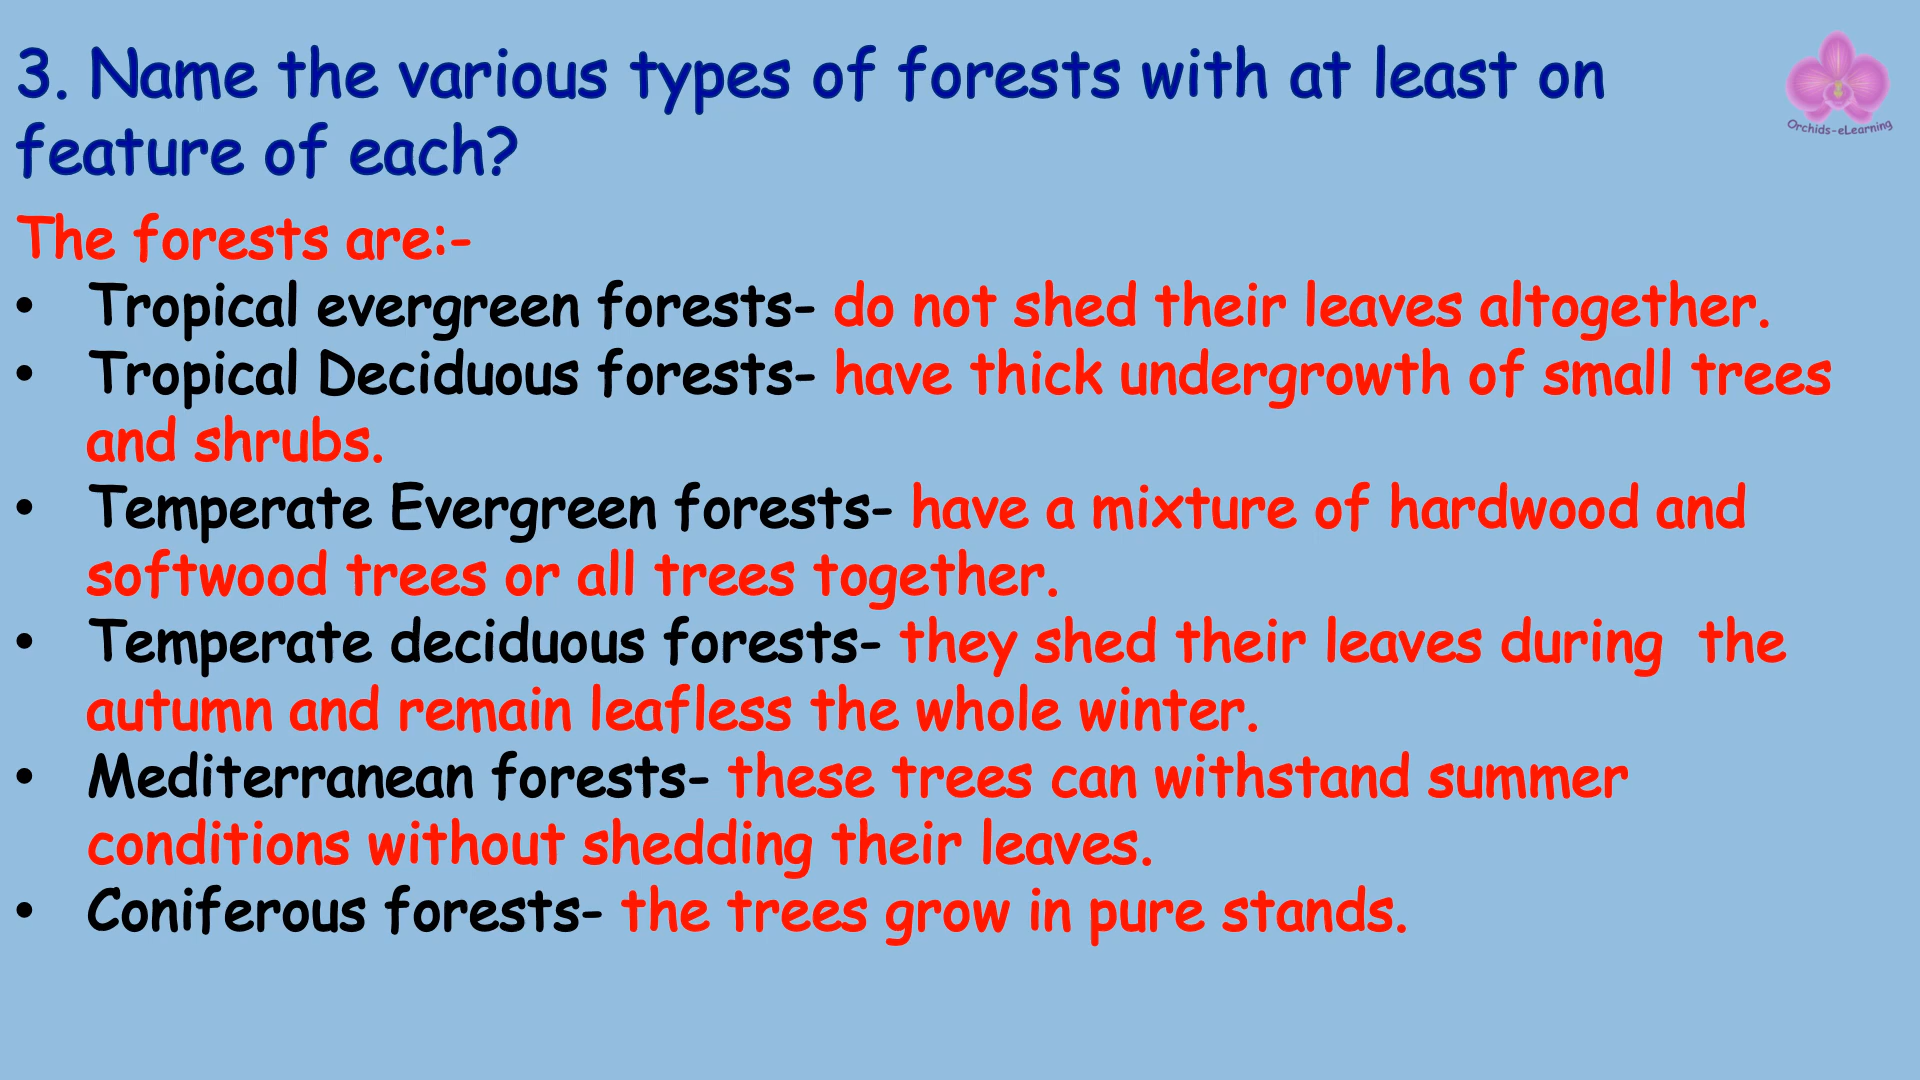 3. Name the various types of forests with at least on
feature of each?
Orchids-eLearning
The forests are:-
• Tropical evergreen forests- do not shed their leaves altogether.
• Tropical Deciduous forests- have thick undergrowth of small trees
and shrubs.
• Temperate Evergreen forests- have a mixture of hardwood and
softwood trees or all trees together.
• Temperate deciduous forests- they shed their leaves during  the
autumn and remain leafless the whole winter.
• Mediterranean forests- these trees can withstand summer
conditions without shedding their leaves.
• Coniferous forests- the trees grow in pure stands.